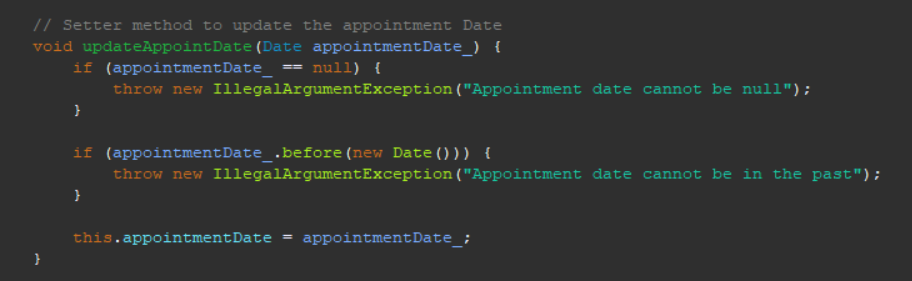 // Setter method to update the appointment Date
void updateAppointDate(Date appointmentDate_) {
    if (appointmentDate_ == null) {
        throw new IllegalArgumentException("Appointment date cannot be null");
    }

    if (appointmentDate_.before(new Date())) {
        throw new IllegalArgumentException("Appointment date cannot be in the past");
    }

    this.appointmentDate = appointmentDate_;
}